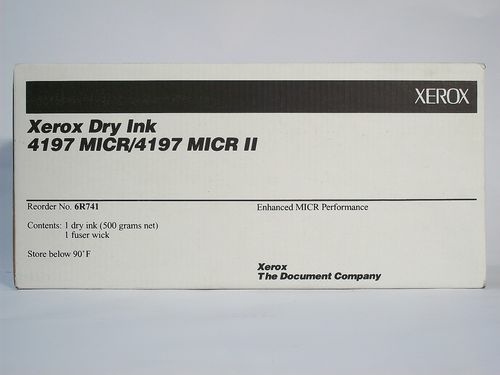 XEROX
Xerox Dry Ink
4197 MICR/4197 MICR II
Reorder No. 6R741
Enhanced MICR Performance
Contents: 1 dry ink (500 grams net)
1 fuser wick
Store below 90°F
Xerox
The Document Company